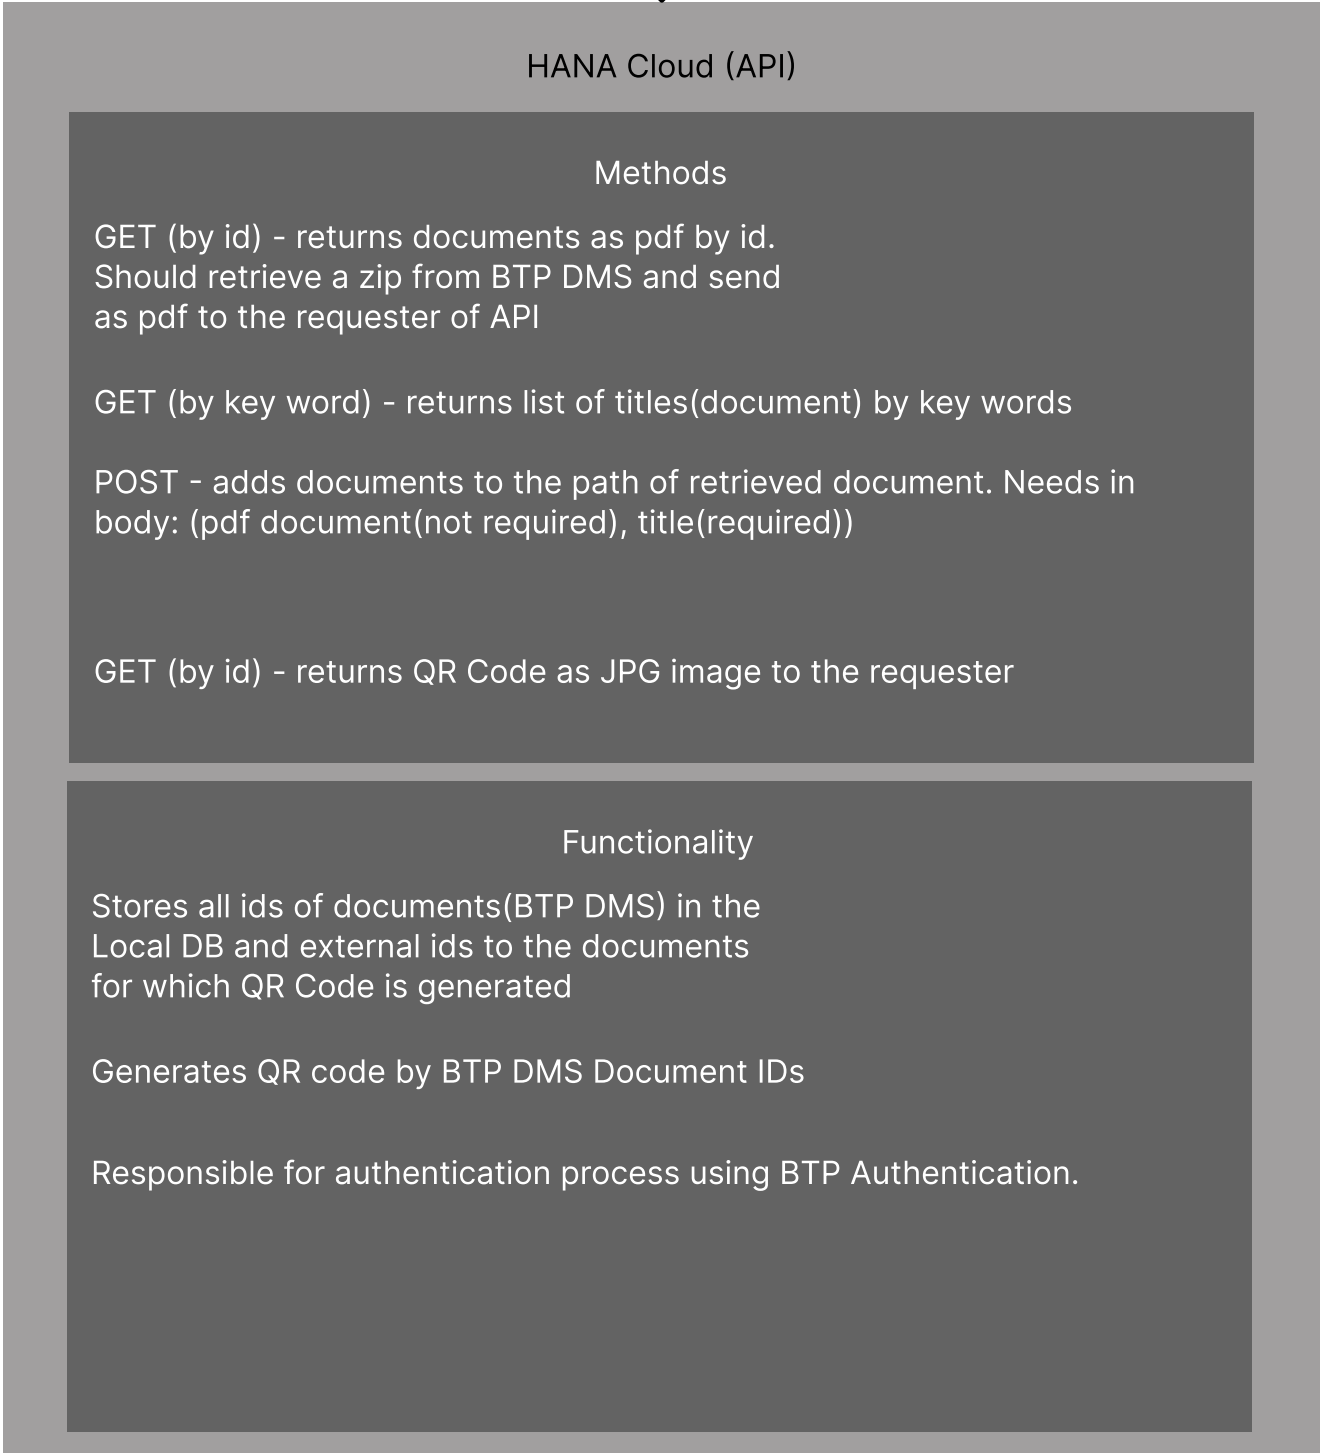 HANA Cloud (API)
Methods
GET (by id) - returns documents as pdf by id.
Should retrieve a zip from BTP DMS and send
as pdf to the requester of API
GET (by key word) - returns list of titles(document) by key words
POST - adds documents to the path of retrieved document. Needs in
body: (pdf document(not required), title(required))
GET (by id) - returns QR Code as JPG image to the requester
Functionality
Stores all ids of documents(BTP DMS) in the
Local DB and external ids to the documents
for which QR Code is generated
Generates QR code by BTP DMS Document IDs
Responsible for authentication process using BTP Authentication.